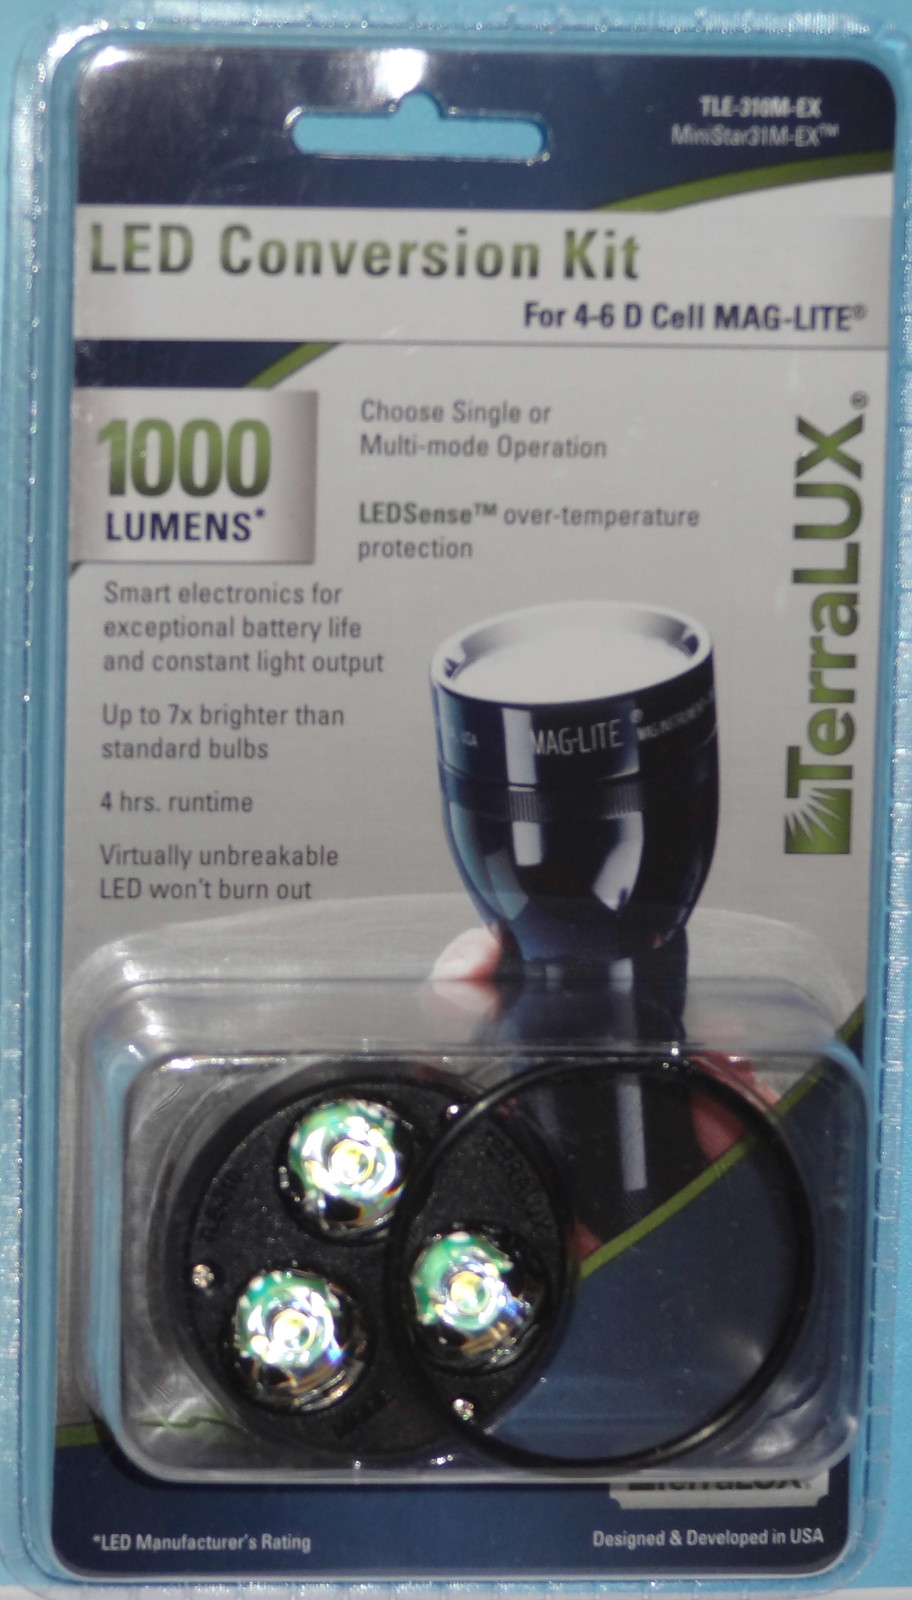 TLE-310M-EX
MiniStar31M-EX™
LED Conversion Kit
For 4-6 D Cell MAG-LITE®
1000
LUMENS*
Choose Single or
Multi-mode Operation
LEDSense™ over-temperature
protection
Smart electronics for
exceptional battery life
and constant light output
Up to 7x brighter than
standard bulbs
4 hrs. runtime
Virtually unbreakable
LED won't burn out
TerraLUX®
MAG-LITE®
USA
TerraLUX
*LED Manufacturer's Rating
Designed & Developed in USA